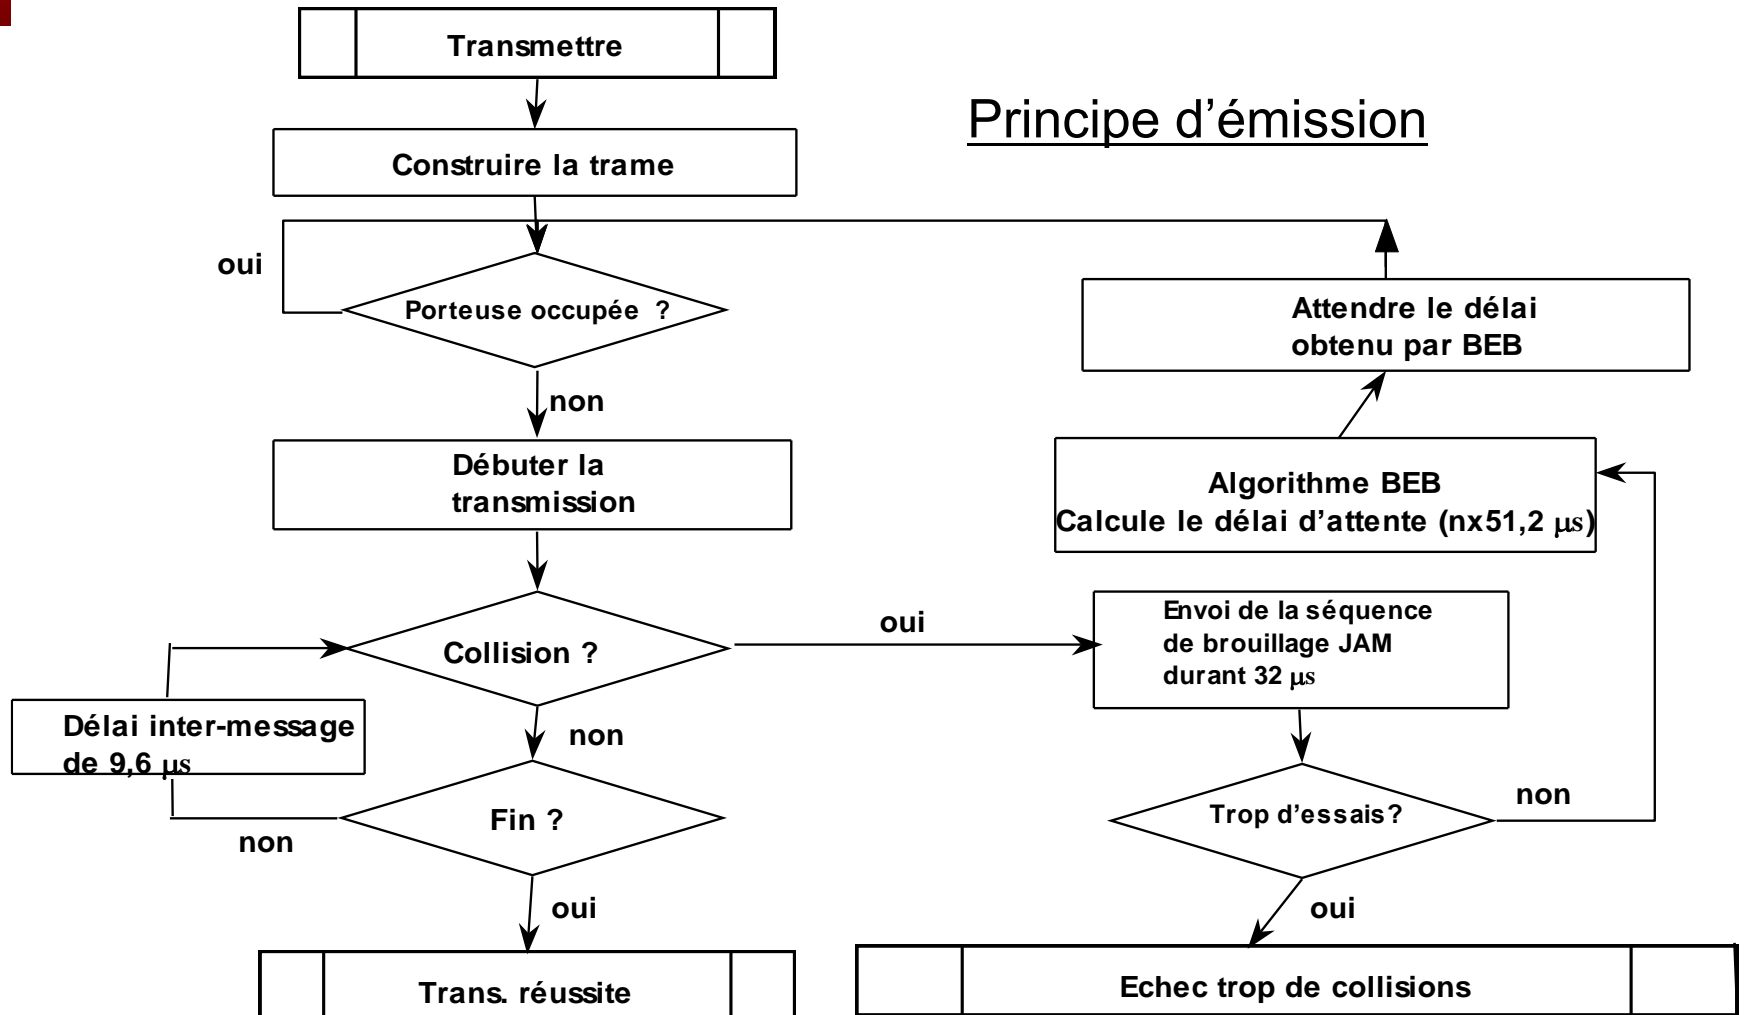 Transmettre
Principe d’émission
Construire la trame
oui
Porteuse occupée ?
Attendre le délai
obtenu par BEB
non
Débuter la
transmission
Algorithme BEB
Calcule le délai d’attente (nx51,2 µs)
Envoi de la séquence
de brouillage JAM
durant 32 µs
oui
Collision ?
Délai inter-message
de 9,6 µs
non
Fin ?
non
Trop d’essais?
non
oui
oui
Trans. réussite
Echec trop de collisions